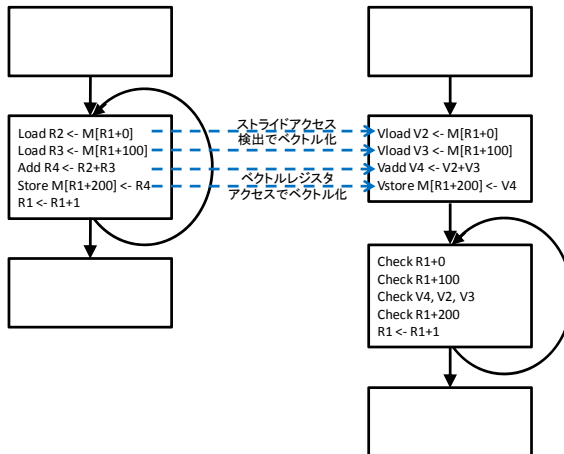 Load R2 <- M[R1+0]
Load R3 <- M[R1+100]
Add R4 <- R2+R3
Store M[R1+200] <- R4
R1 <- R1+1
ストライドアクセス
検出でベクトル化
ベクトルレジスタ
アクセスでベクトル化
Vload V2 <- M[R1+0]
Vload V3 <- M[R1+100]
Vadd V4 <- V2+V3
Vstore M[R1+200] <- V4
Check R1+0
Check R1+100
Check V4, V2, V3
Check R1+200
R1 <- R1+1